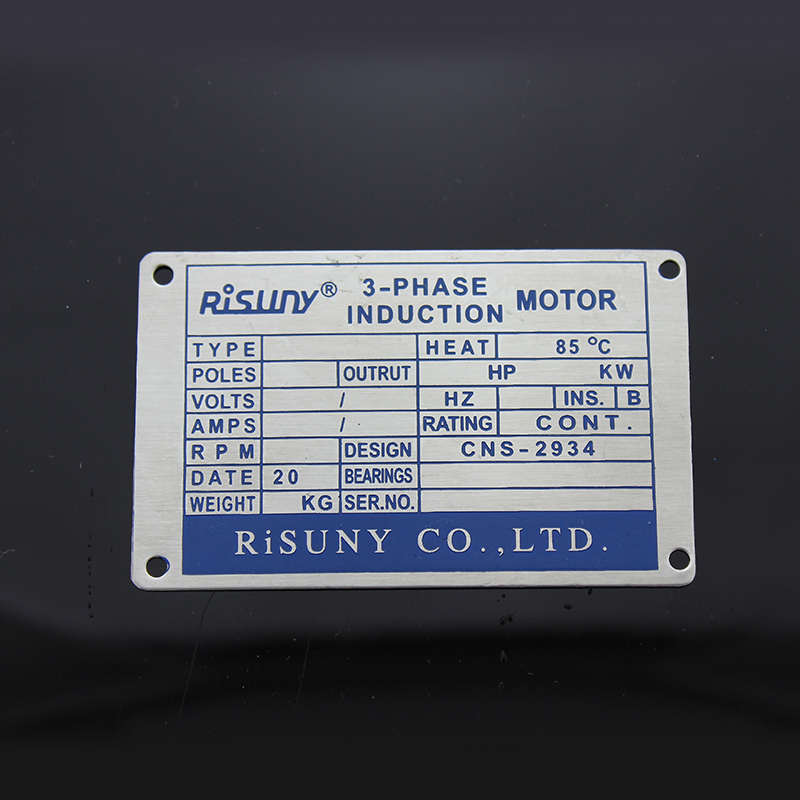 RiSUNY® 3-PHASE INDUCTION MOTOR
TYPE HEAT 85 °C
POLES OUTRUT HP KW
VOLTS / HZ INS. B
AMPS / RATING CONT.
RPM DESIGN CNS-2934
DATE 20 BEARINGS
WEIGHT KG SER.NO.
RiSUNY CO.,LTD.